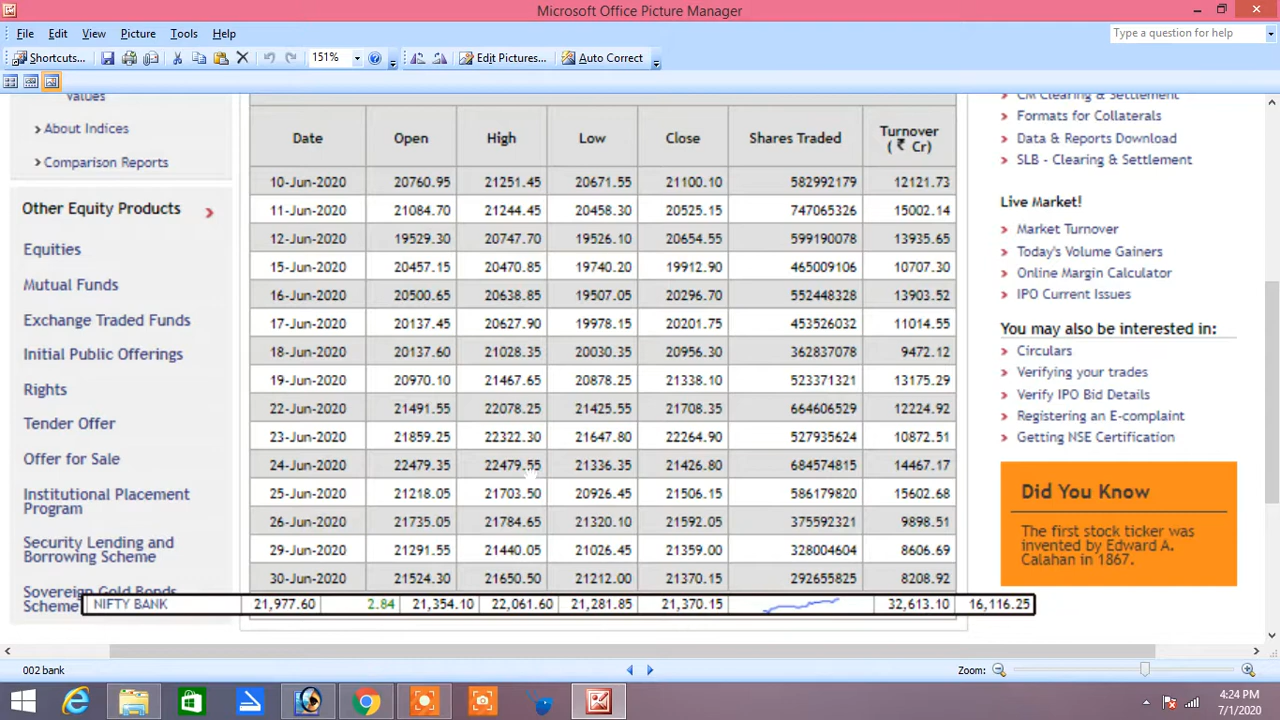 Microsoft Office Picture Manager
File Edit View Picture Tools Help
Type a question for help
Shortcuts...
151%
Edit Pictures...
Auto Correct
Values
About Indices
Comparison Reports
Other Equity Products
Equities
Mutual Funds
Exchange Traded Funds
Initial Public Offerings
Rights
Tender Offer
Offer for Sale
Institutional Placement
Program
Security Lending and
Borrowing Scheme
Sovereign Gold Bonds
Scheme
Date Open High Low Close Shares Traded Turnover
( ₹ Cr)
10-Jun-2020 20760.95 21251.45 20671.55 21100.10 582992179 12121.73
11-Jun-2020 21084.70 21244.45 20458.30 20525.15 747065326 15002.14
12-Jun-2020 19529.30 20747.70 19526.10 20654.55 599190078 13935.65
15-Jun-2020 20457.15 20470.85 19740.20 19912.90 465009106 10707.30
16-Jun-2020 20500.65 20638.85 19507.05 20296.70 552448328 13903.52
17-Jun-2020 20137.45 20627.90 19978.15 20201.75 453526032 11014.55
18-Jun-2020 20137.60 21028.35 20030.35 20956.30 362837078 9472.12
19-Jun-2020 20970.10 21467.65 20878.25 21338.10 523371321 13175.29
22-Jun-2020 21491.55 22078.25 21425.55 21708.35 664606529 12224.92
23-Jun-2020 21859.25 22322.30 21647.80 22264.90 527935624 10872.51
24-Jun-2020 22479.35 22479.55 21336.35 21426.80 684574815 14467.17
25-Jun-2020 21218.05 21703.50 20926.45 21506.15 586179820 15602.68
26-Jun-2020 21735.05 21784.65 21320.10 21592.05 375592321 9898.51
29-Jun-2020 21291.55 21440.05 21026.45 21359.00 328004604 8606.69
30-Jun-2020 21524.30 21650.50 21212.00 21370.15 292655825 8208.92
NIFTY BANK 21,977.60 2.84 21,354.10 22,061.60 21,281.85 21,370.15 32,613.10 16,116.25
CM Clearing & Settlement
Formats for Collaterals
Data & Reports Download
SLB - Clearing & Settlement
Live Market!
Market Turnover
Today's Volume Gainers
Online Margin Calculator
IPO Current Issues
You may also be interested in:
Circulars
Verifying your trades
Verify IPO Bid Details
Registering an E-complaint
Getting NSE Certification
Did You Know
The first stock ticker was
invented by Edward A.
Calahan in 1867.
002 bank
Zoom:
4:24 PM
7/1/2020